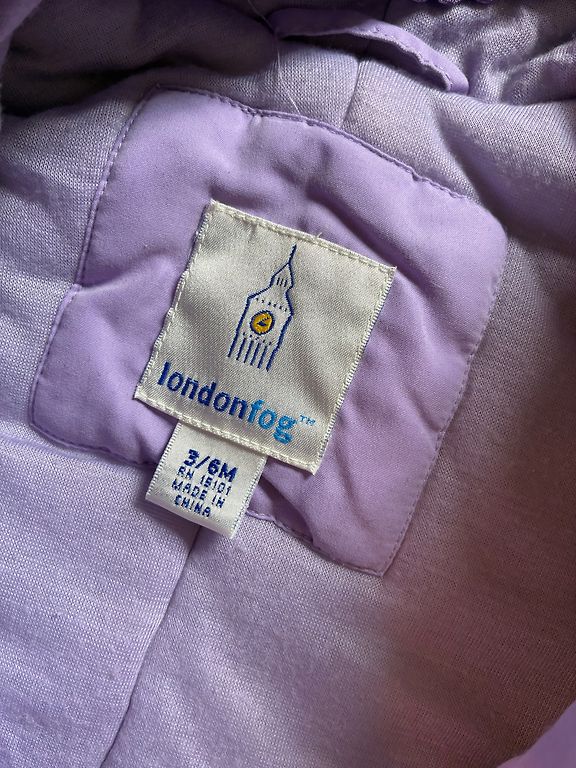 londonfog™
3/6M
RN 15101
MADE IN
CHINA